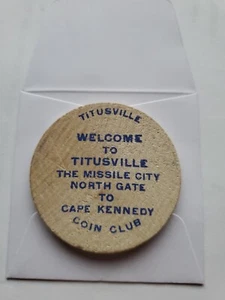 TITUSVILLE
WELCOME
TO
TITUSVILLE
THE MISSILE CITY
NORTH GATE
TO
CAPE KENNEDY
COIN CLUB